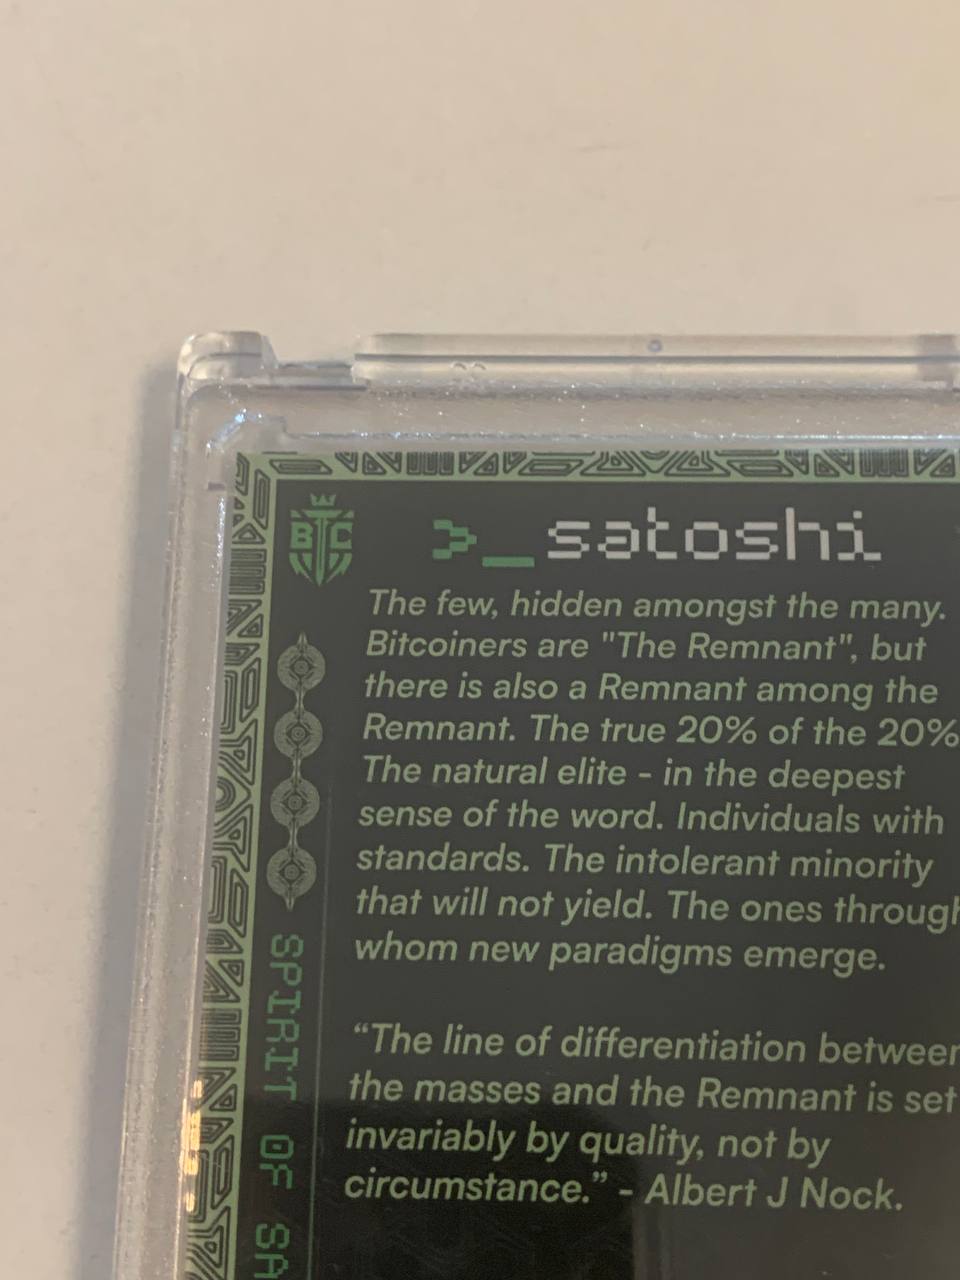 BTC
>_satoshi
The few, hidden amongst the many.
Bitcoiners are "The Remnant", but
there is also a Remnant among the
Remnant. The true 20% of the 20%
The natural elite - in the deepest
sense of the word. Individuals with
standards. The intolerant minority
that will not yield. The ones through
whom new paradigms emerge.
“The line of differentiation between
the masses and the Remnant is set
invariably by quality, not by
circumstance.” - Albert J Nock.
SPIRIT OF SA